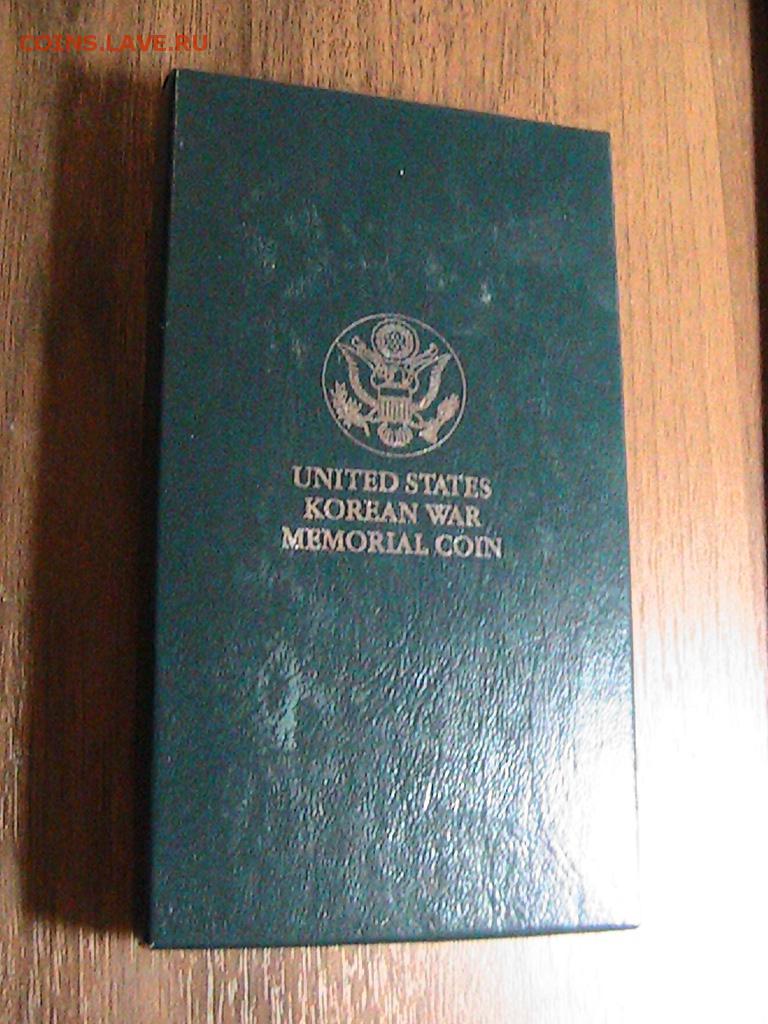 COINS.LAVE.RU
UNITED STATES
KOREAN WAR
MEMORIAL COIN